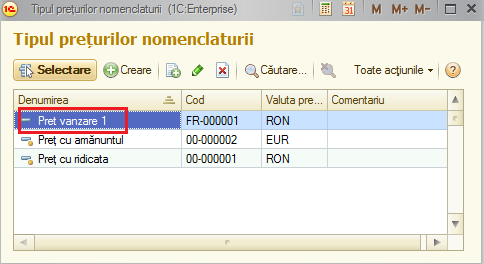 Tipul prețurilor nomenclaturii (1C:Enterprise) M M+ M-
Tipul prețurilor nomenclaturii
Selectare Creare Căutare... Toate acțiunile ?
Denumirea Cod Valuta pre... Comentariu
Pret vanzare 1 FR-000001 RON
Preț cu amănuntul 00-000002 EUR
Preț cu ridicata 00-000001 RON